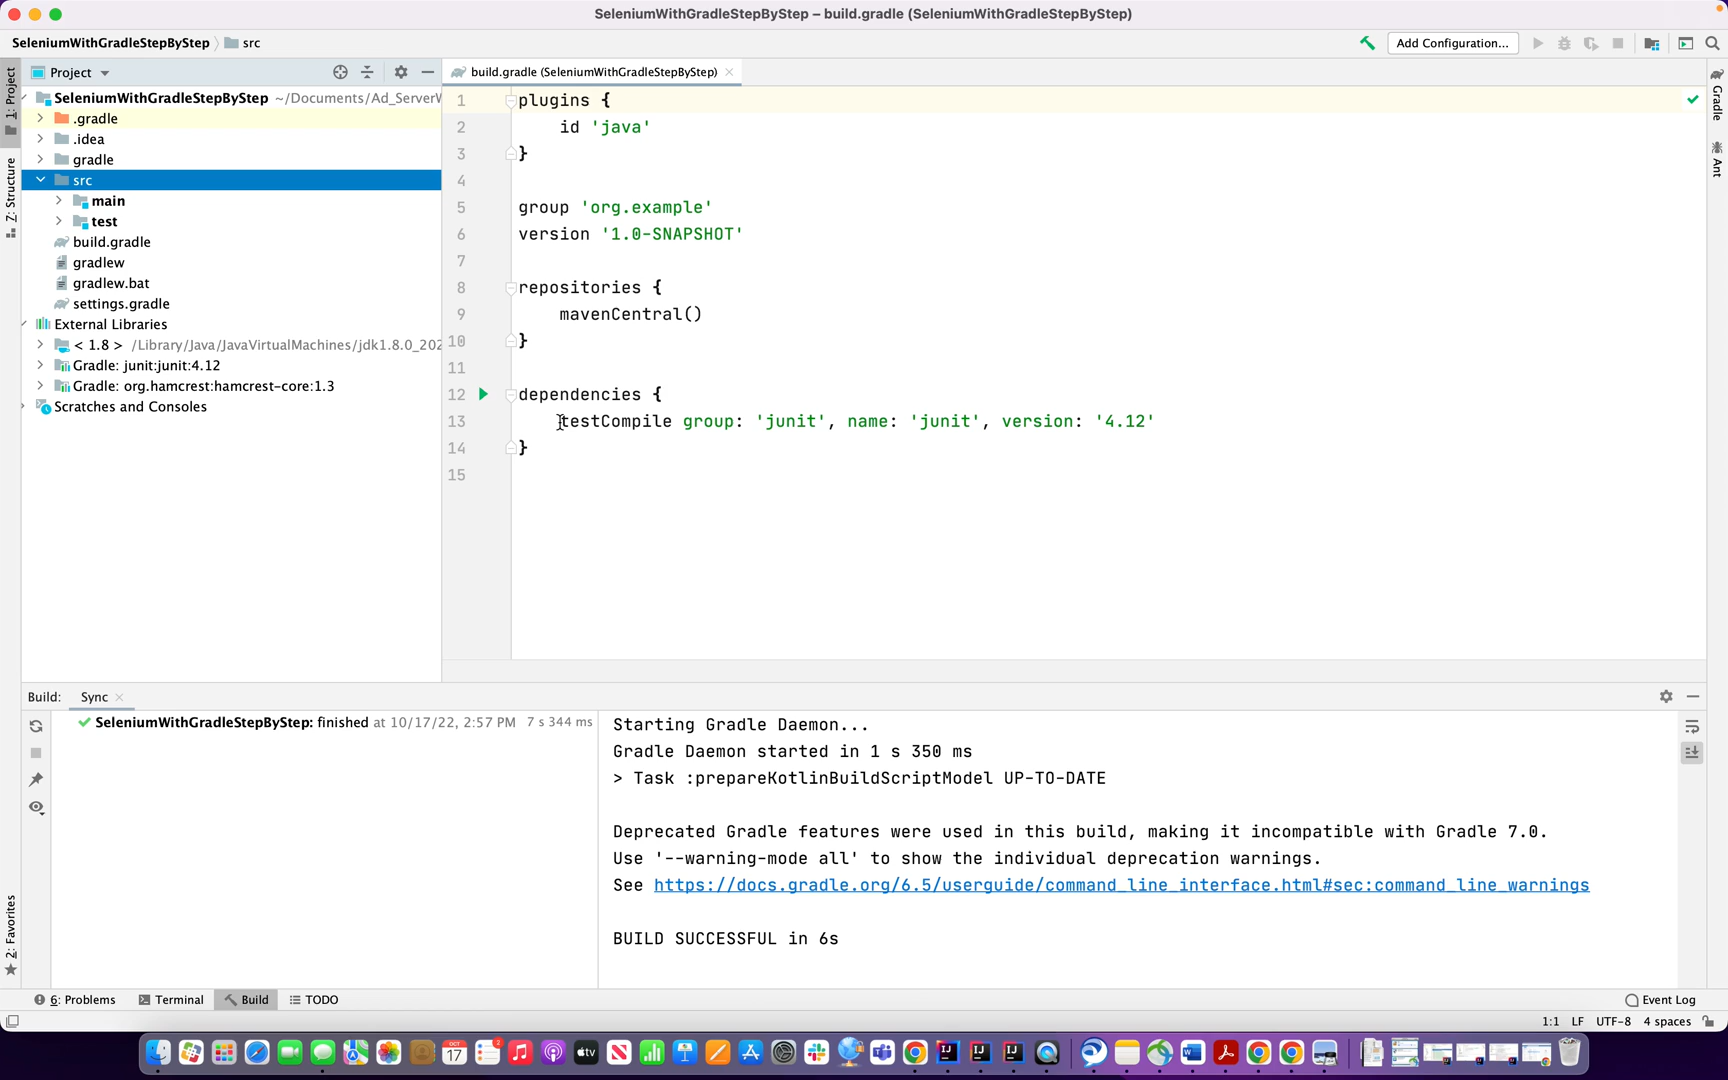 SeleniumWithGradleStepByStep – build.gradle (SeleniumWithGradleStepByStep)
SeleniumWithGradleStepByStep src
Add Configuration...
Project
build.gradle (SeleniumWithGradleStepByStep)
1: Project
Z: Structure
2: Favorites
SeleniumWithGradleStepByStep ~/Documents/Ad_ServerW
.gradle
.idea
gradle
src
main
test
build.gradle
gradlew
gradlew.bat
settings.gradle
External Libraries
< 1.8 > /Library/Java/JavaVirtualMachines/jdk1.8.0_202
Gradle: junit:junit:4.12
Gradle: org.hamcrest:hamcrest-core:1.3
Scratches and Consoles
1 plugins {
2 id 'java'
3 }
4
5 group 'org.example'
6 version '1.0-SNAPSHOT'
7
8 repositories {
9 mavenCentral()
10 }
11
12 dependencies {
13 testCompile group: 'junit', name: 'junit', version: '4.12'
14 }
15
Gradle
Ant
Build: Sync
SeleniumWithGradleStepByStep: finished at 10/17/22, 2:57 PM 7 s 344 ms
Starting Gradle Daemon...
Gradle Daemon started in 1 s 350 ms
> Task :prepareKotlinBuildScriptModel UP-TO-DATE
Deprecated Gradle features were used in this build, making it incompatible with Gradle 7.0.
Use '--warning-mode all' to show the individual deprecation warnings.
See https://docs.gradle.org/6.5/userguide/command_line_interface.html#sec:command_line_warnings
BUILD SUCCESSFUL in 6s
6: Problems Terminal Build TODO
Event Log
1:1 LF UTF-8 4 spaces
OCT
17
2
tv